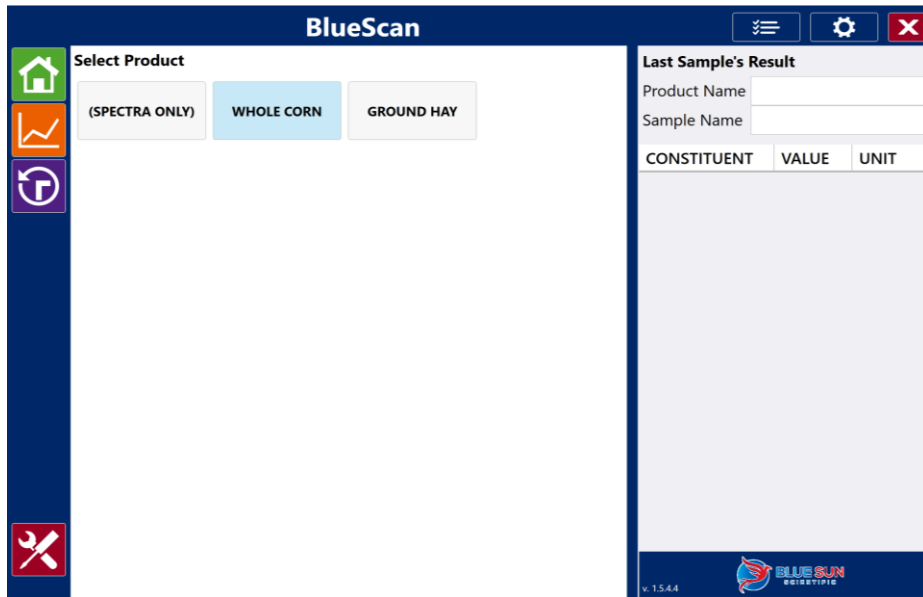 BlueScan
Select Product
(SPECTRA ONLY)
WHOLE CORN
GROUND HAY
Last Sample's Result
Product Name
Sample Name
CONSTITUENT VALUE UNIT
v. 1.5.4.4
BLUE SUN
SCIENTIFIC